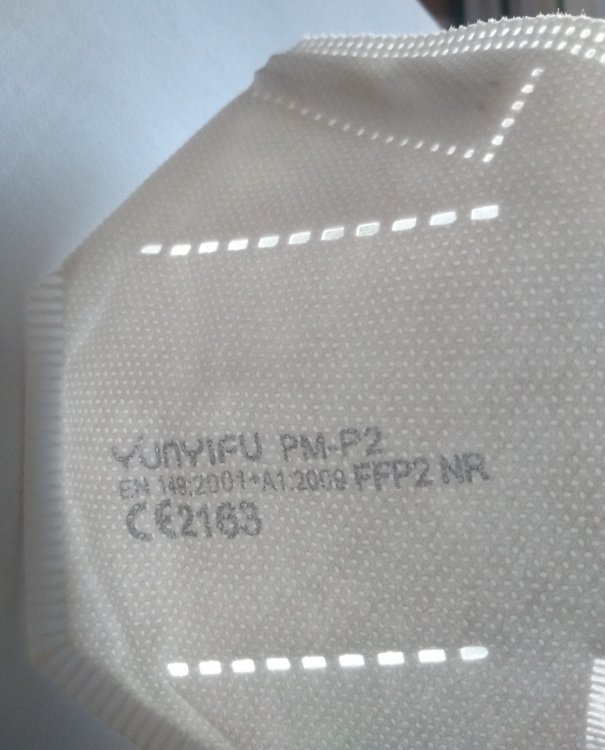 YUNYIFU PM-P2
EN 149:2001+A1:2009 FFP2 NR
CE2163